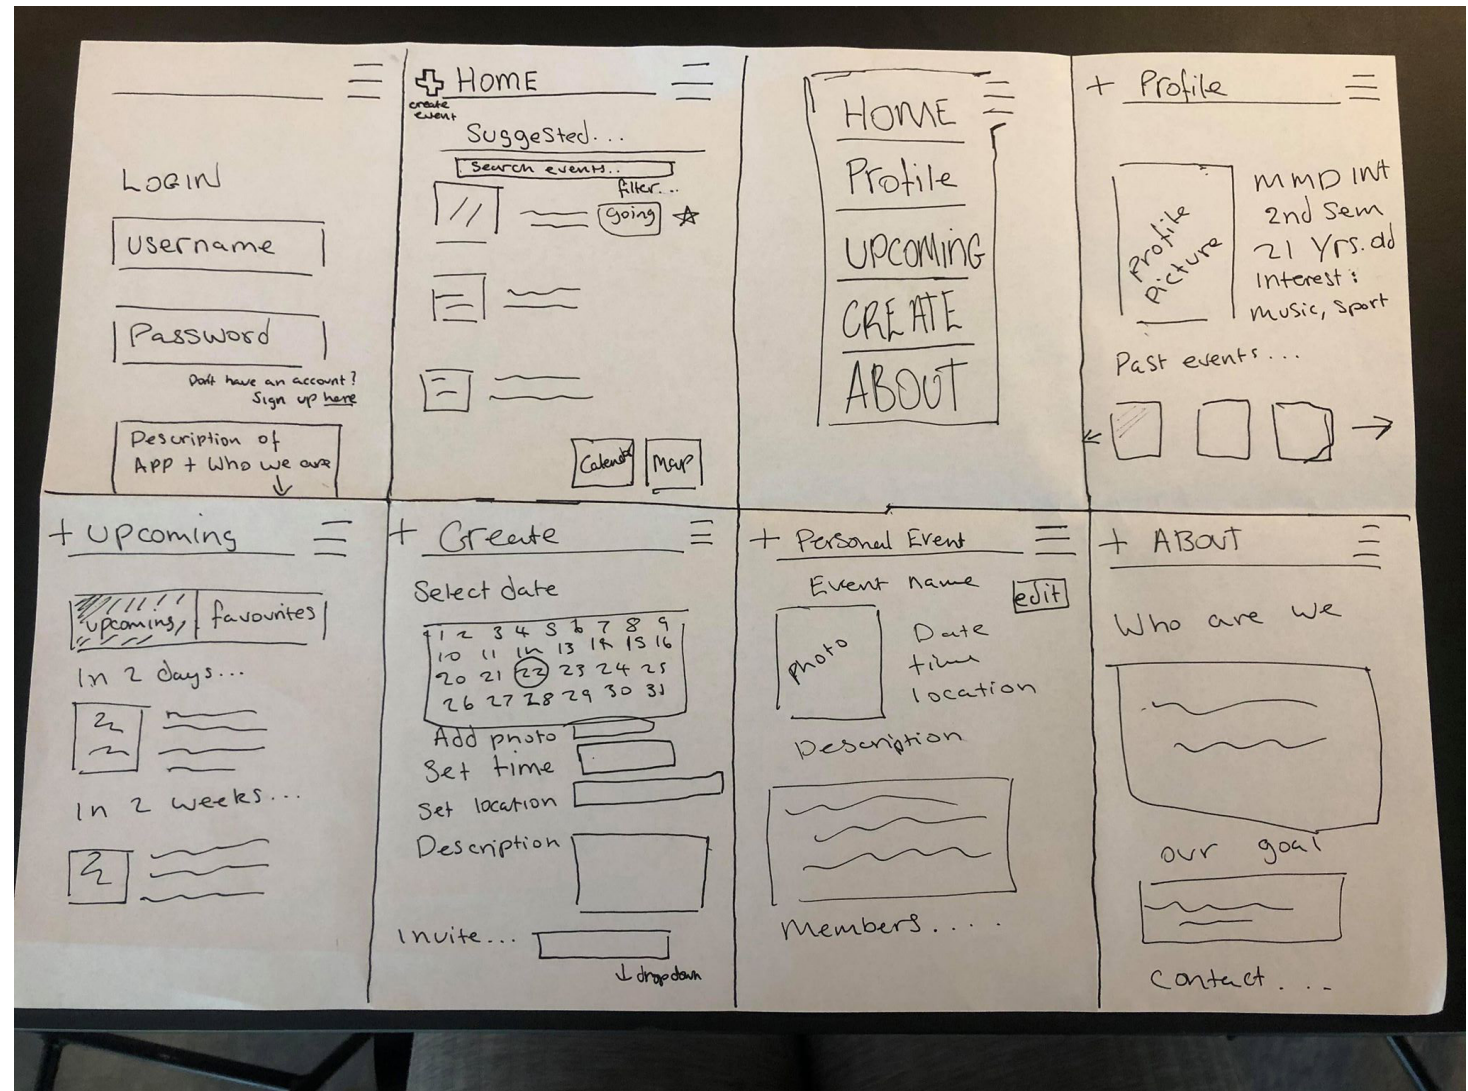 LOGIN
Username
Password
Don't have an account?
Sign up here
Description of
APP + Who we are
HOME
create
event
Suggested...
Search events..
filter...
going
Calendar
Map
HOME
Profile
UPCOMING
CREATE
ABOUT
+ Profile
Profile
Picture
MMD INT
2nd Sem
21 Yrs. old
Interest:
Music, Sport
Past events...
+ Upcoming
upcoming
favourites
In 2 days...
In 2 weeks...
+ Create
Select date
1 2 3 4 5 6 7 8 9
10 11 12 13 14 15 16
20 21 22 23 24 25
26 27 28 29 30 31
Add photo
Set time
Set location
Description
Invite...
dropdown
+ Personal Event
Event name
edit
Photo
Date
time
location
Description
Members....
+ ABOUT
Who are we
our goal
Contact...